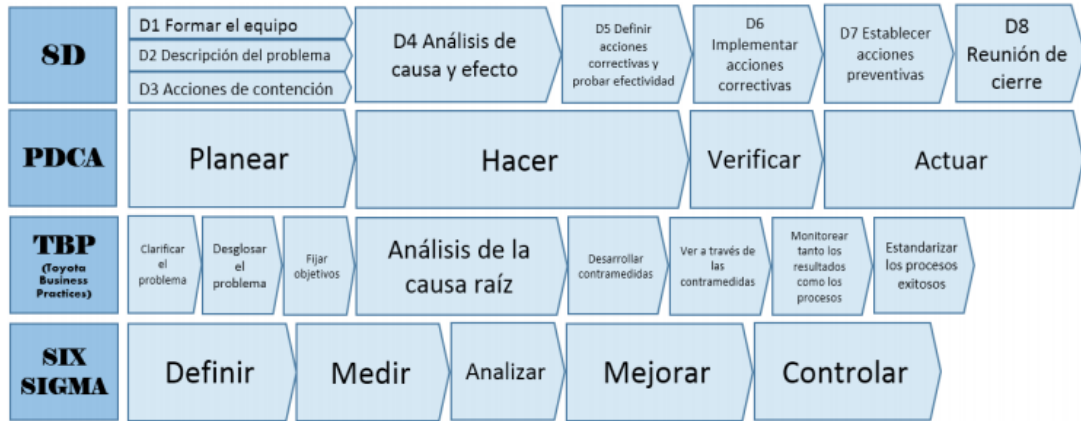 8D
D1 Formar el equipo
D2 Descripción del problema
D3 Acciones de contención
D4 Análisis de
causa y efecto
D5 Definir
acciones
correctivas y
probar efectividad
D6
Implementar
acciones
correctivas
D7 Establecer
acciones
preventivas
D8
Reunión de
cierre
PDCA
Planear
Hacer
Verificar
Actuar
TBP
(Toyota
Business
Practices)
Clarificar
el
problema
Desglosar
el
problema
Fijar
objetivos
Análisis de la
causa raíz
Desarrollar
contramedidas
Ver a través de
las
contramedidas
Monitorear
tanto los
resultados
como los
procesos
Estandarizar
los procesos
exitosos
SIX
SIGMA
Definir
Medir
Analizar
Mejorar
Controlar